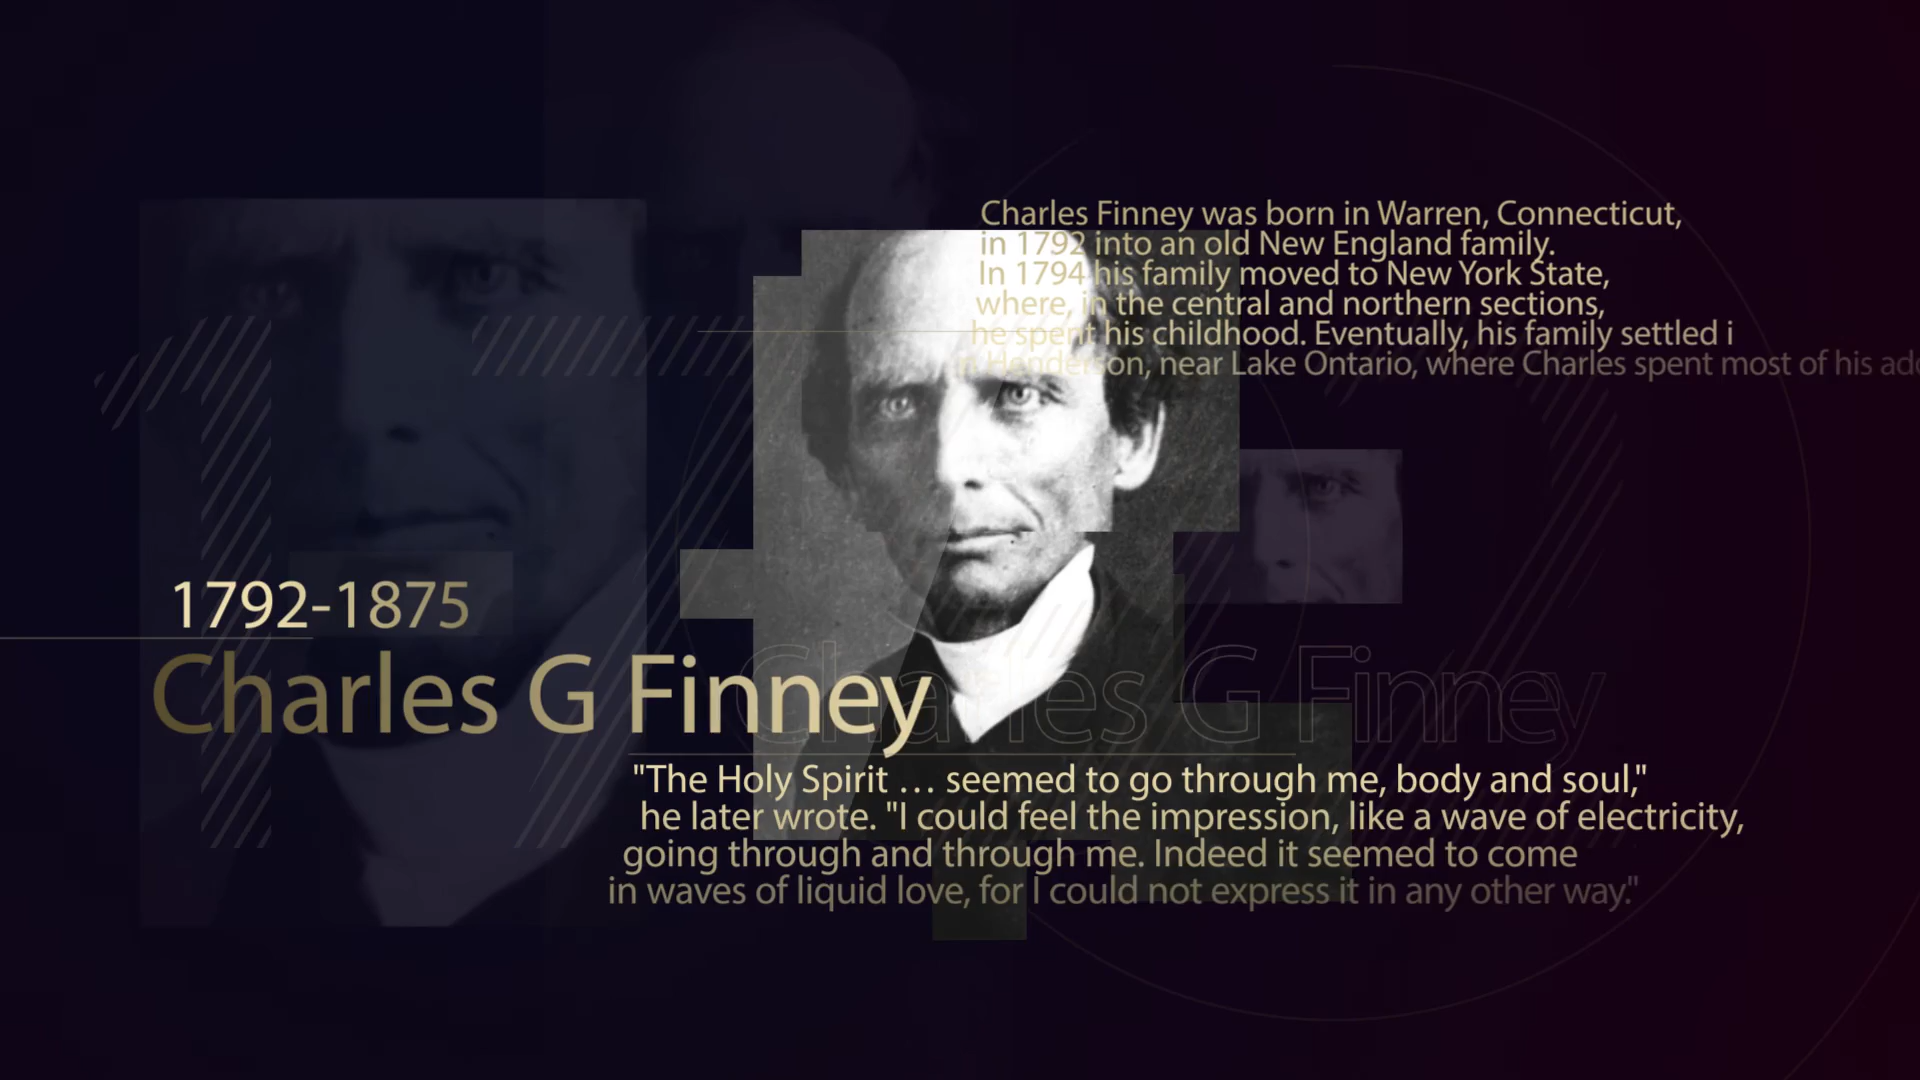 Charles Finney was born in Warren, Connecticut,
in 1792 into an old New England family.
In 1794 his family moved to New York State,
where, in the central and northern sections,
he spent his childhood. Eventually, his family settled i
n Henderson, near Lake Ontario, where Charles spent most of his ado
1792-1875
Charles G Finney
Charles G Finney
"The Holy Spirit … seemed to go through me, body and soul,"
he later wrote. "I could feel the impression, like a wave of electricity,
going through and through me. Indeed it seemed to come
in waves of liquid love, for I could not express it in any other way."